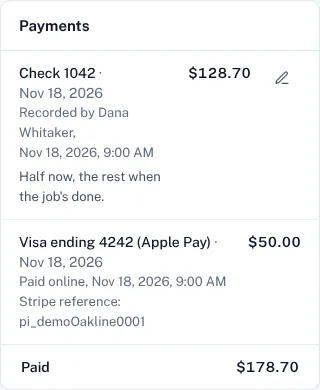 Payments
Check 1042 · $128.70
Nov 18, 2026
Recorded by Dana
Whitaker,
Nov 18, 2026, 9:00 AM
Half now, the rest when
the job's done.
Visa ending 4242 (Apple Pay) · $50.00
Nov 18, 2026
Paid online, Nov 18, 2026, 9:00 AM
Stripe reference:
pi_demoOakline0001
Paid $178.70